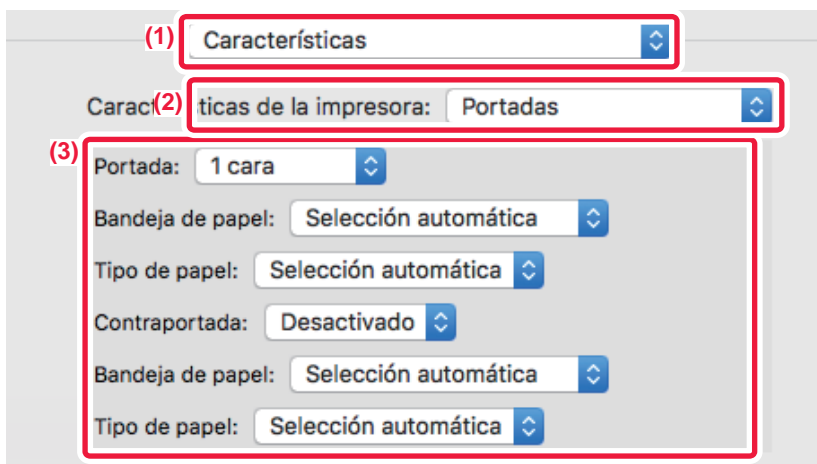 (1) Características
Caract(2) ticas de la impresora: Portadas
(3)
Portada: 1 cara
Bandeja de papel: Selección automática
Tipo de papel: Selección automática
Contraportada: Desactivado
Bandeja de papel: Selección automática
Tipo de papel: Selección automática